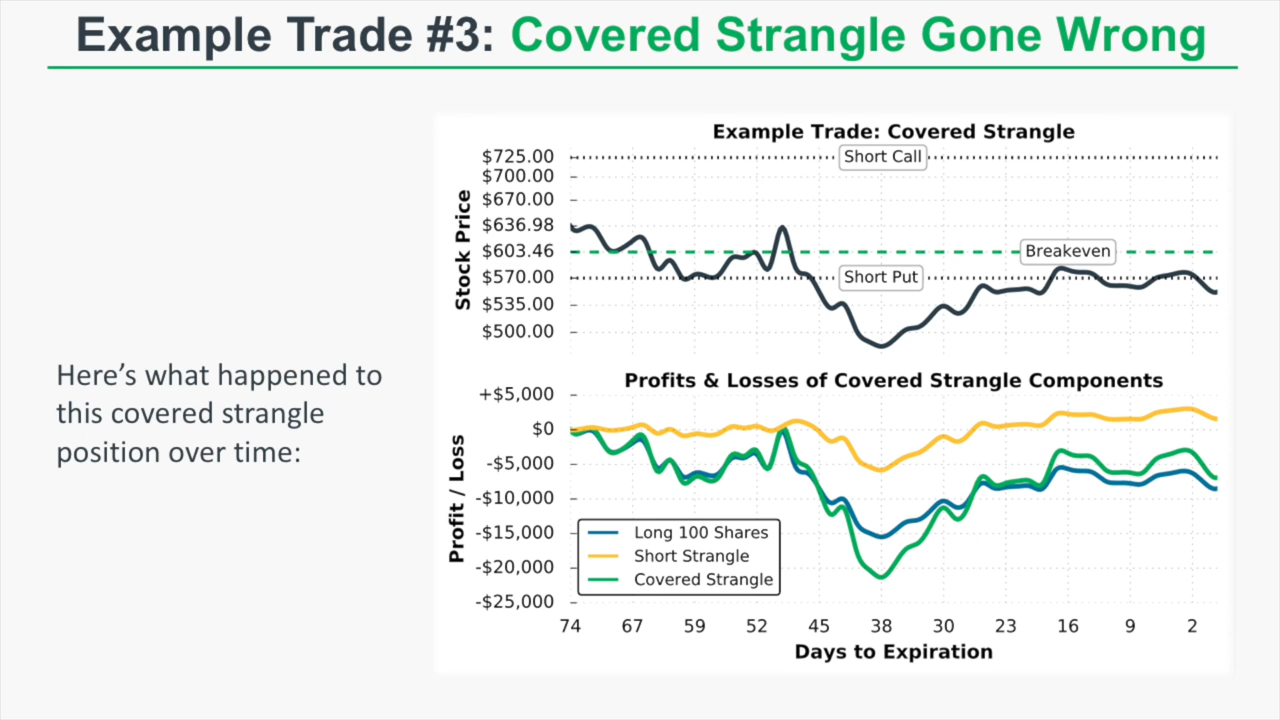 Example Trade #3: Covered Strangle Gone Wrong
Here’s what happened to
this covered strangle
position over time:
Example Trade: Covered Strangle
Stock Price
$725.00
$700.00
$670.00
$636.98
$603.46
$570.00
$535.00
$500.00
Short Call
Breakeven
Short Put
Profits & Losses of Covered Strangle Components
Profit / Loss
+$5,000
$0
-$5,000
-$10,000
-$15,000
-$20,000
-$25,000
Long 100 Shares
Short Strangle
Covered Strangle
74 67 59 52 45 38 30 23 16 9 2
Days to Expiration